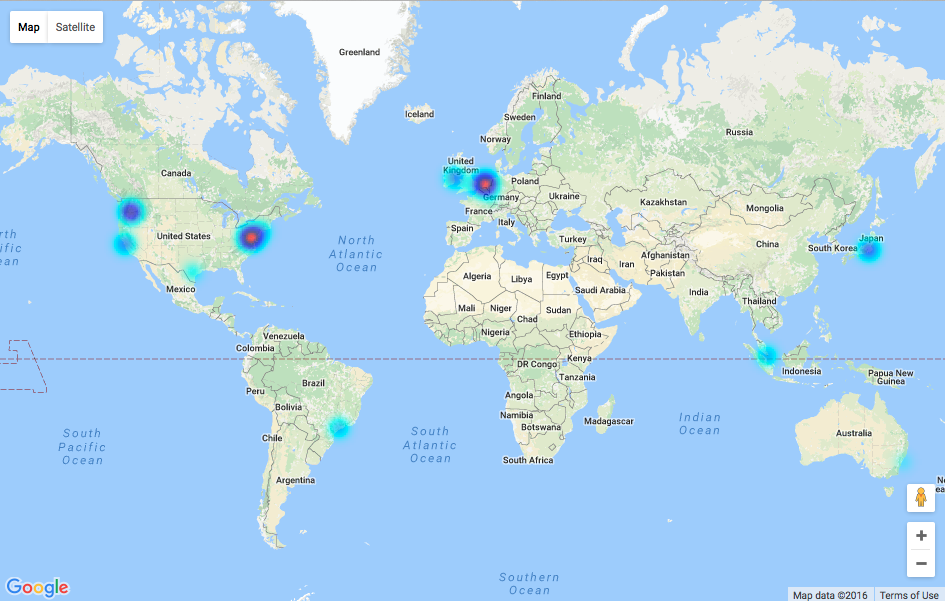 Map
Satellite
Greenland
Iceland
Finland
Sweden
Norway
Russia
United
Kingdom
Canada
Poland
Germany
Ukraine
Kazakhstan
Mongolia
France
Italy
Spain
United States
North
Atlantic
Ocean
Turkey
China
South Korea
Japan
Iraq
Iran
Afghanistan
Pakistan
Algeria
Libya
Egypt
Saudi Arabia
India
Mexico
Mali
Niger
Chad
Sudan
Thailand
Nigeria
Ethiopia
Venezuela
Colombia
DR Congo
Kenya
Tanzania
Indonesia
Papua New
Guinea
Peru
Brazil
Angola
Bolivia
Namibia
Botswana
Madagascar
Indian
Ocean
Australia
South
Pacific
Ocean
Chile
South
Atlantic
Ocean
South Africa
Argentina
Southern
Ocean
Google
Map data ©2016
Terms of Use